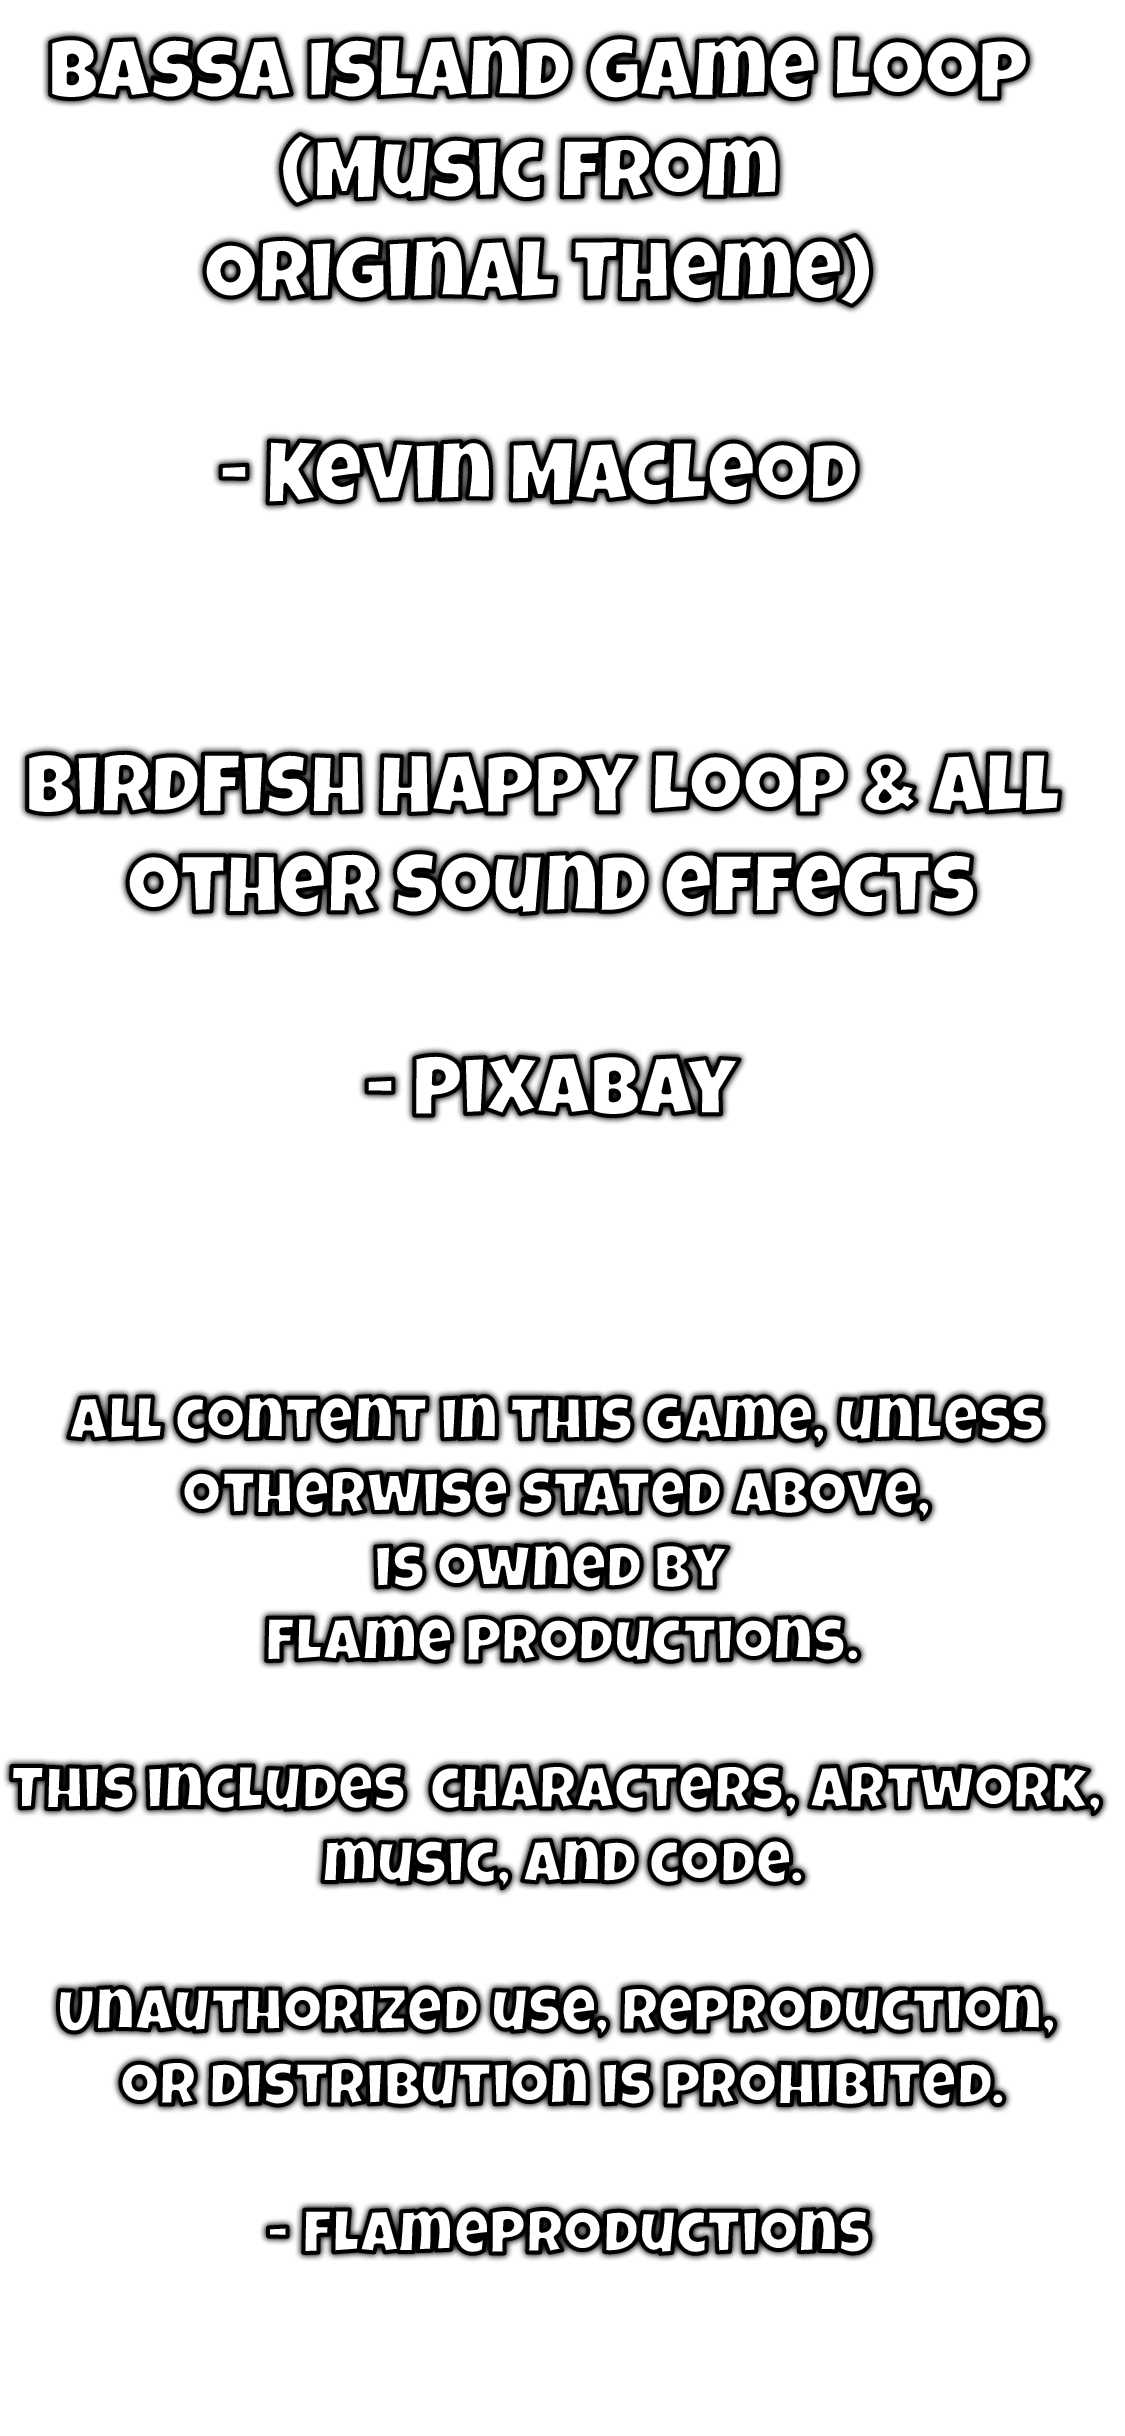 Bassa Island Game Loop
(Music from
Original Theme)
- Kevin MacLeod
Birdfish Happy Loop & All
Other Sound Effects
- Pixabay
All content in this game, unless
otherwise stated above,
is owned by
Flame Productions.
This includes characters, artwork,
music, and code.
Unauthorized use, reproduction,
or distribution is prohibited.
- FlameProductions